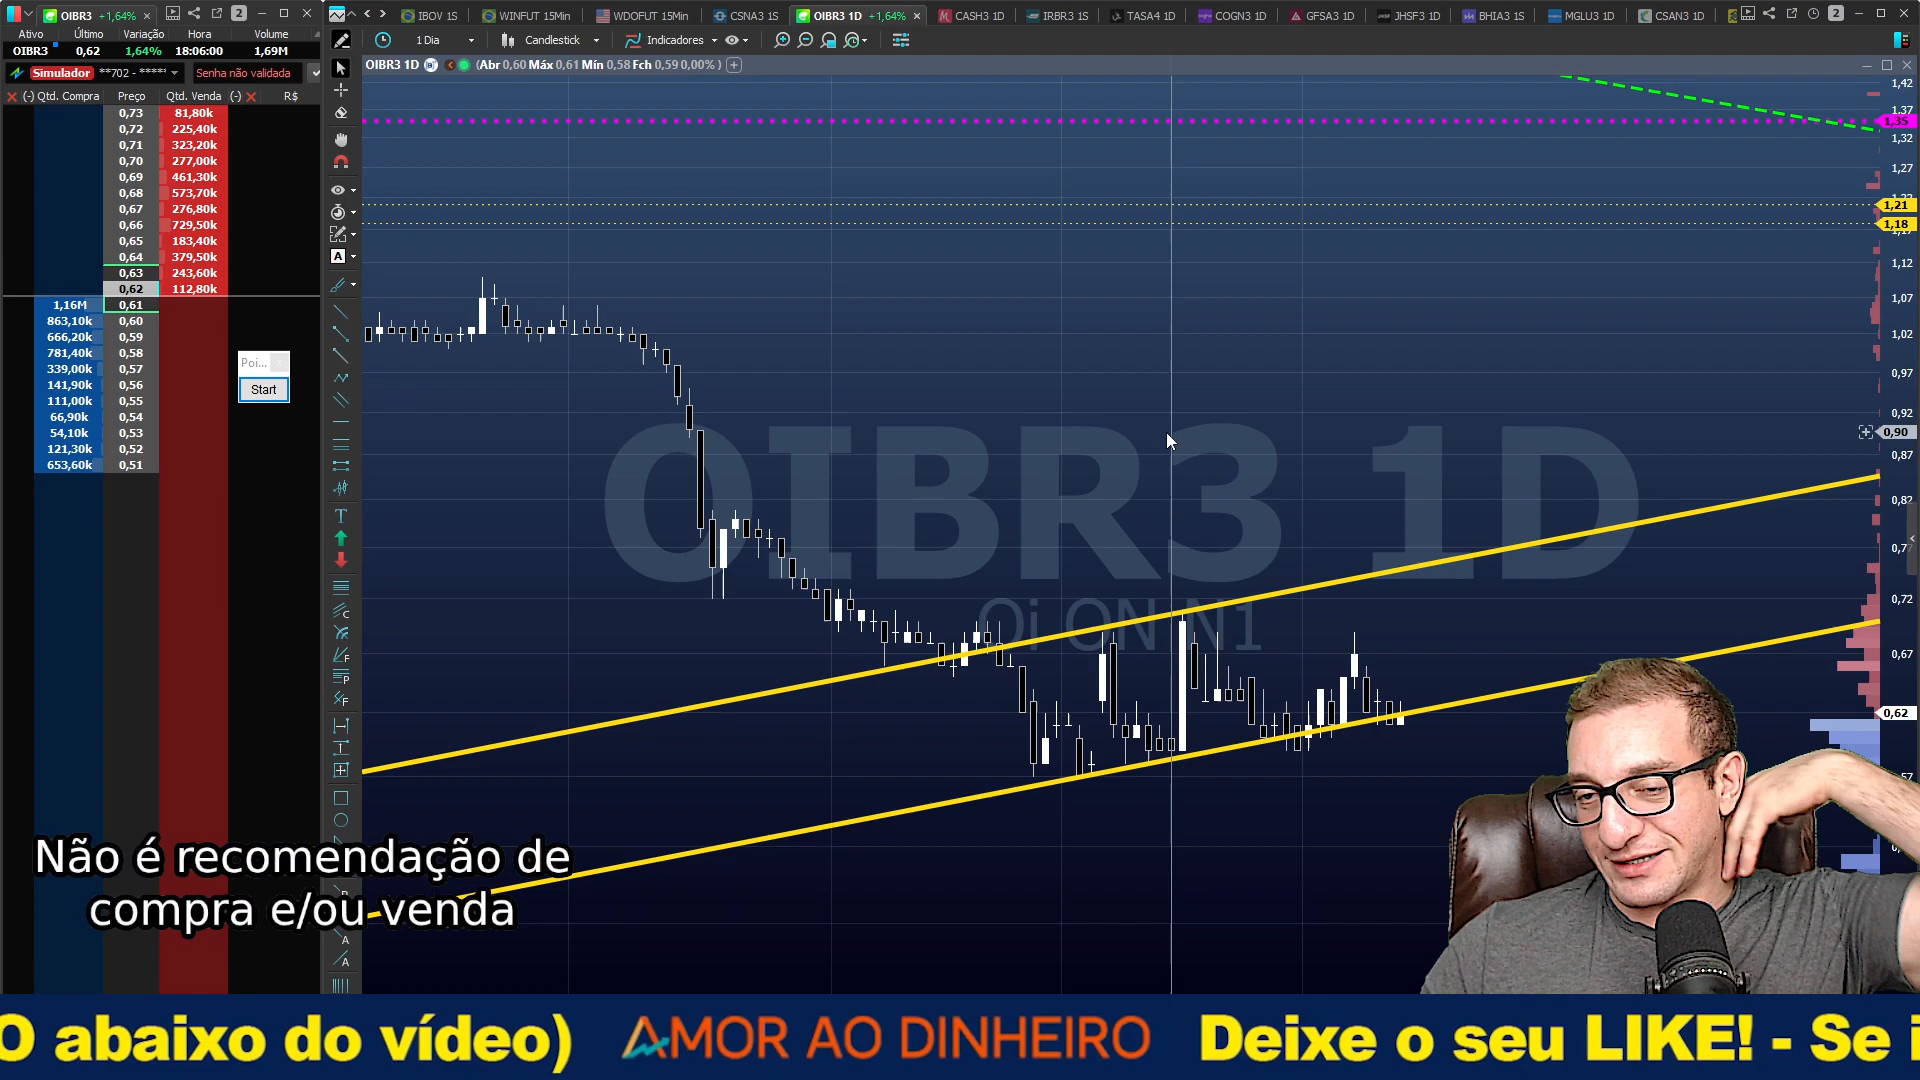 OIBR3 +1,64%
2
IBOV 1S
WINFUT 15Min
WDOFUT 15Min
CSNA3 1S
OIBR3 1D +1,64%
CASH3 1D
IRBR3 1S
TASA4 1D
COGN3 1D
GFSA3 1D
JHSF3 1D
BHIA3 1S
MGLU3 1D
CSAN3 1D
2
Ativo Último Variação Hora Volume
OIBR3 0,62 1,64% 18:06:00 1,69M
1 Dia
Candlestick
Indicadores
Simulador **702 - ****
Senha não validada
OIBR3 1D (Abr 0,60 Máx 0,61 Mín 0,58 Fch 0,59 0,00% )
(-) Qtd. Compra Preço Qtd. Venda (-) R$
0,73 81,80k
0,72 225,40k
0,71 323,20k
0,70 277,00k
0,69 461,30k
0,68 573,70k
0,67 276,80k
0,66 729,50k
0,65 183,40k
0,64 379,50k
0,63 243,60k
0,62 112,80k
1,16M 0,61
863,10k 0,60
666,20k 0,59
781,40k 0,58
339,00k 0,57
141,90k 0,56
111,00k 0,55
66,90k 0,54
54,10k 0,53
121,30k 0,52
653,60k 0,51
Poi...
Start
1,42
1,37
1,35
1,32
1,27
1,21
1,18
1,12
1,07
1,02
0,97
0,92
0,90
0,87
0,82
0,72
0,67
0,62
OIBR3 1D
Oi ON N1
Não é recomendação de
compra e/ou venda
O abaixo do vídeo) AMOR AO DINHEIRO Deixe o seu LIKE! - Se i